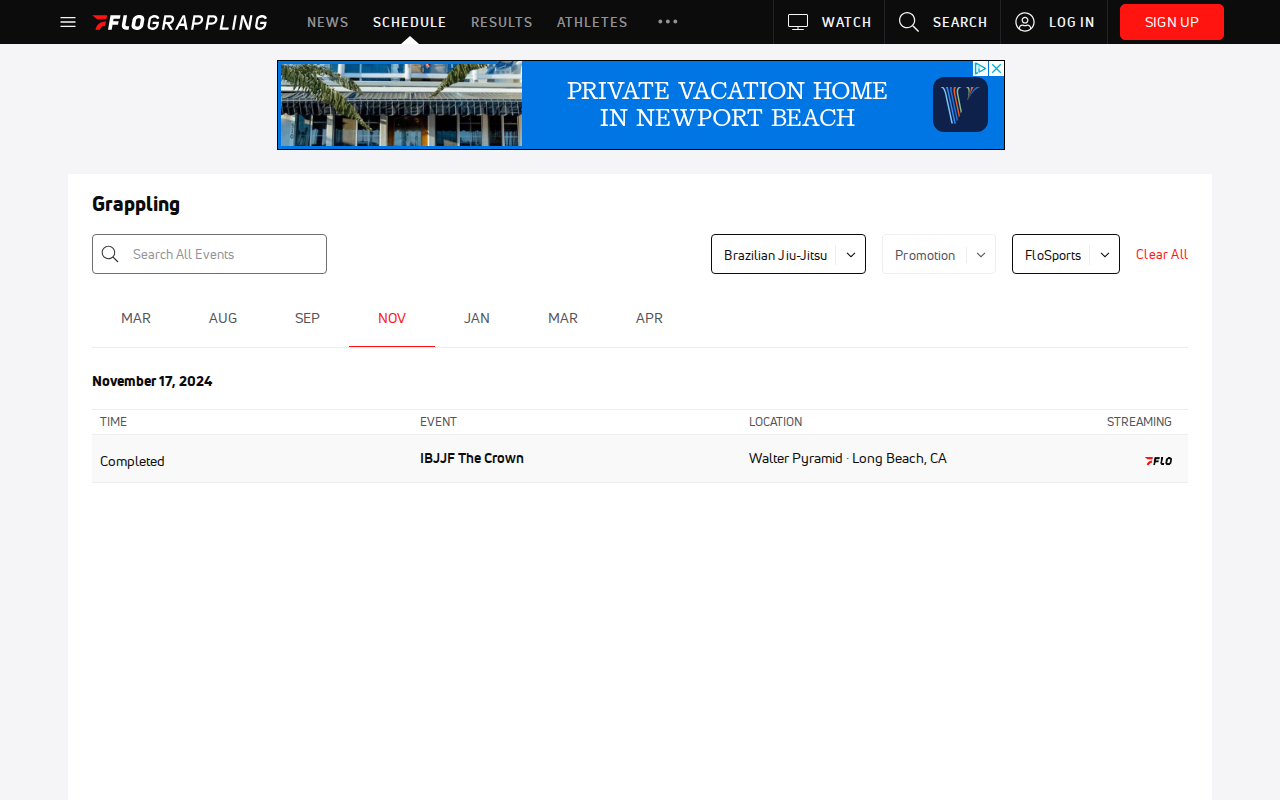 FLOGRAPPLING NEWS SCHEDULE RESULTS ATHLETES WATCH SEARCH LOG IN SIGN UP
PRIVATE VACATION HOME
IN NEWPORT BEACH
Grappling
Search All Events Brazilian Jiu-Jitsu Promotion FloSports Clear All
MAR AUG SEP NOV JAN MAR APR
November 17, 2024
TIME EVENT LOCATION STREAMING
Completed IBJJF The Crown Walter Pyramid · Long Beach, CA FLO